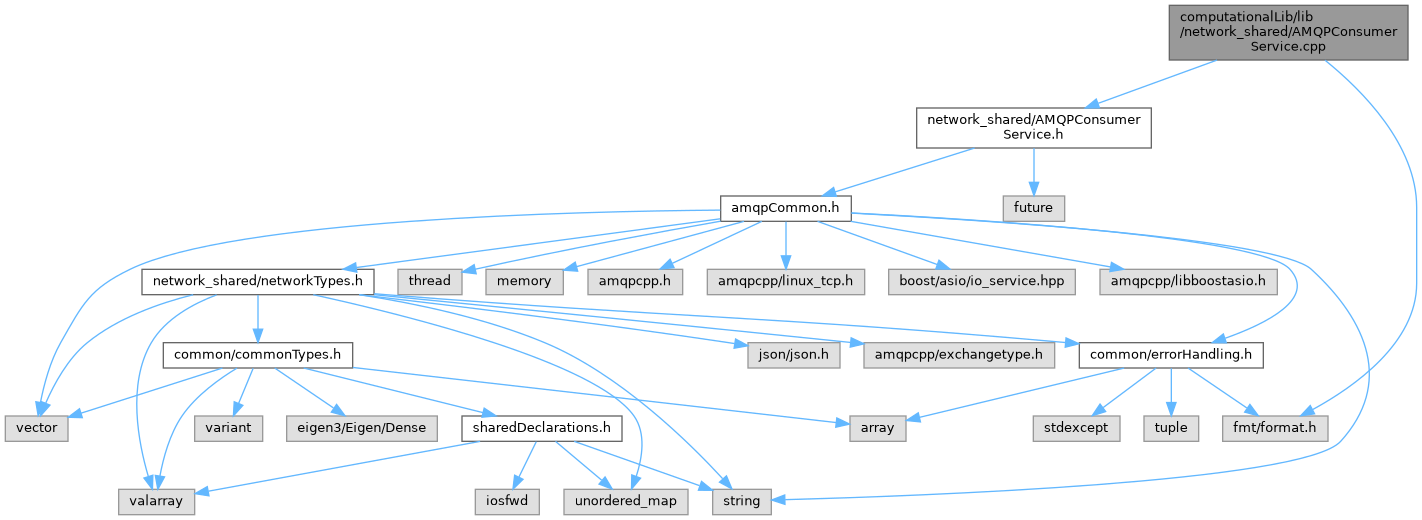 computationalLib/lib
/network_shared/AMQPConsumer
Service.cpp
network_shared/AMQPConsumer
Service.h
amqpCommon.h
future
network_shared/networkTypes.h
thread
memory
amqpcpp.h
amqpcpp/linux_tcp.h
boost/asio/io_service.hpp
amqpcpp/libboostasio.h
common/commonTypes.h
json/json.h
amqpcpp/exchangetype.h
common/errorHandling.h
vector
variant
eigen3/Eigen/Dense
sharedDeclarations.h
array
stdexcept
tuple
fmt/format.h
valarray
iosfwd
unordered_map
string